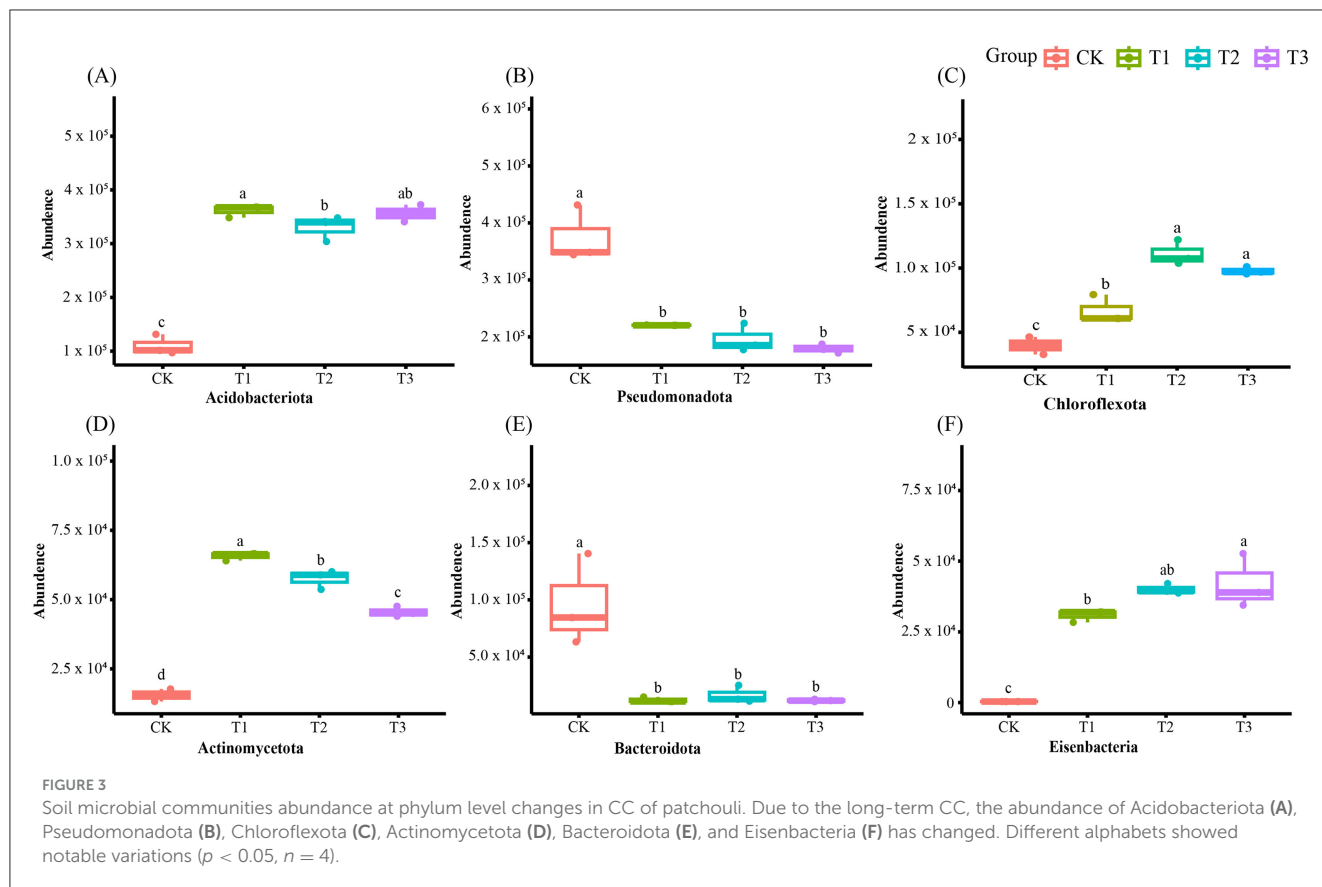 Group CK T1 T2 T3
(A)
5 x 10⁵
4 x 10⁵
3 x 10⁵
2 x 10⁵
1 x 10⁵
Abundence
c
a
b
ab
CK T1 T2 T3
Acidobacteriota
(B)
6 x 10⁵
5 x 10⁵
4 x 10⁵
3 x 10⁵
2 x 10⁵
Abundence
a
b
b
b
CK T1 T2 T3
Pseudomonadota
(C)
2 x 10⁵
1.5 x 10⁵
1.0 x 10⁵
5 x 10⁴
Abundence
c
b
a
a
CK T1 T2 T3
Chloroflexota
(D)
1.0 x 10⁵
7.5 x 10⁴
5.0 x 10⁴
2.5 x 10⁴
Abundence
d
a
b
c
CK T1 T2 T3
Actinomycetota
(E)
2.0 x 10⁵
1.5 x 10⁵
1.0 x 10⁵
5.0 x 10⁴
Abundence
a
b
b
b
CK T1 T2 T3
Bacteroidota
(F)
7.5 x 10⁴
5 x 10⁴
2.5 x 10⁴
0
Abundence
c
b
ab
a
CK T1 T2 T3
Eisenbacteria
FIGURE 3
Soil microbial communities abundance at phylum level changes in CC of patchouli. Due to the long-term CC, the abundance of Acidobacteriota (A),
Pseudomonadota (B), Chloroflexota (C), Actinomycetota (D), Bacteroidota (E), and Eisenbacteria (F) has changed. Different alphabets showed
notable variations (p < 0.05, n = 4).